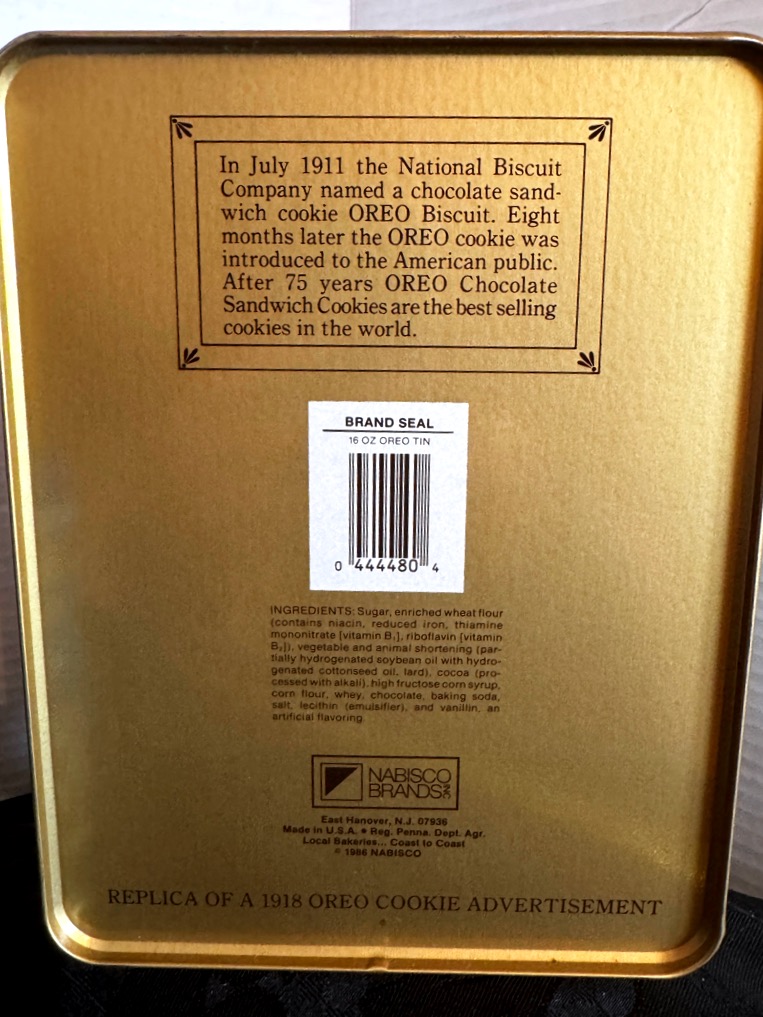 In July 1911 the National Biscuit
Company named a chocolate sand-
wich cookie OREO Biscuit. Eight
months later the OREO cookie was
introduced to the American public.
After 75 years OREO Chocolate
Sandwich Cookies are the best selling
cookies in the world.
BRAND SEAL
16 OZ OREO TIN
0 444480 4
INGREDIENTS: Sugar, enriched wheat flour
(contains niacin, reduced iron, thiamine
mononitrate [vitamin B₁], riboflavin [vitamin
B₂]), vegetable and animal shortening (par-
tially hydrogenated soybean oil with hydro-
genated cottonseed oil, lard), cocoa (pro-
cessed with alkali), high fructose corn syrup,
corn flour, whey, chocolate, baking soda,
salt, lecithin (emulsifier), and vanillin, an
artificial flavoring.
NABISCO
BRANDS INC
East Hanover, N.J. 07936
Made in U.S.A. • Reg. Penna. Dept. Agr.
Local Bakeries... Coast to Coast
© 1986 NABISCO
REPLICA OF A 1918 OREO COOKIE ADVERTISEMENT